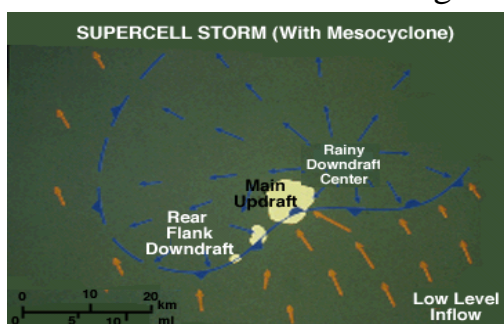 SUPERCELL STORM (With Mesocyclone)
Rainy
Downdraft
Center
Main
Updraft
Rear
Flank
Downdraft
0 10 20
km
0 5 10
mi
Low Level
Inflow